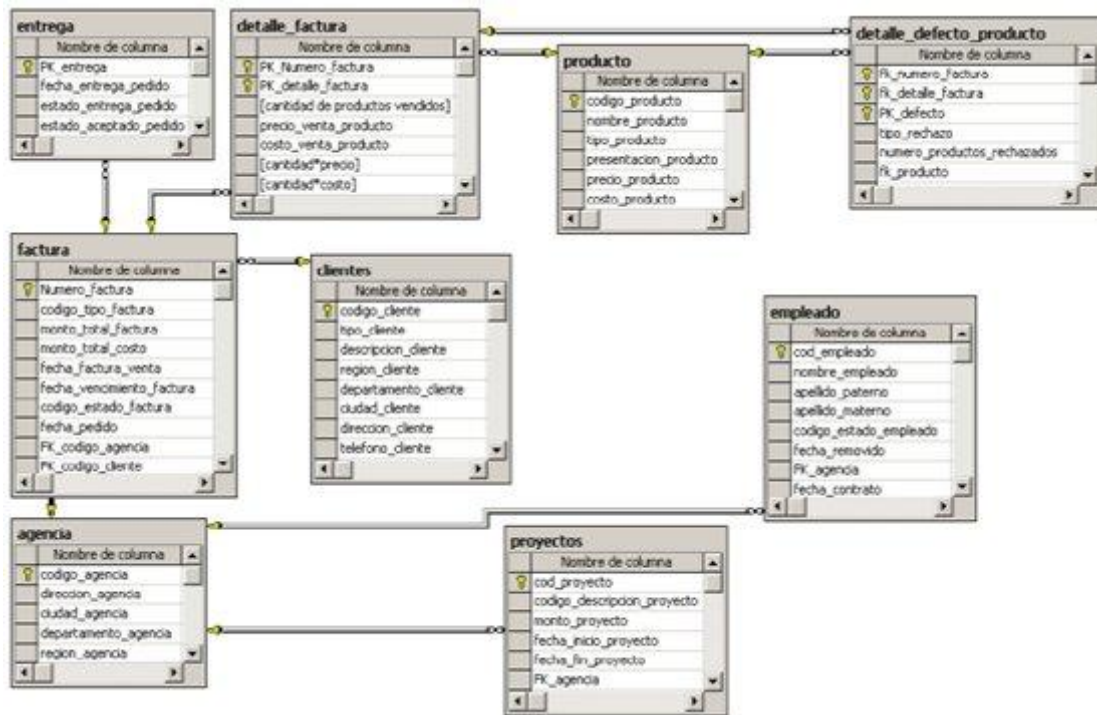 entrega
Nombre de columna
PK_entrega
fecha_entrega_pedido
estado_entrega_pedido
estado_aceptado_pedido
detalle_factura
Nombre de columna
PK_Numero_factura
PK_detalle_factura
[cantidad de productos vendidos]
precio_venta_producto
costo_venta_producto
[cantidad*precio]
[cantidad*costo]
producto
Nombre de columna
codigo_producto
nombre_producto
tipo_producto
presentacion_producto
precio_producto
costo_producto
detalle_defecto_producto
Nombre de columna
fk_numero_factura
fk_detalle_factura
PK_defecto
tipo_rechazo
numero_productos_rechazados
fk_producto
factura
Nombre de columna
Numero_factura
codigo_tipo_factura
monto_total_factura
monto_total_costo
fecha_factura_venta
fecha_vencimiento_factura
codigo_estado_factura
fecha_pedido
FK_codigo_agencia
FK_codigo_cliente
clientes
Nombre de columna
codigo_cliente
tipo_cliente
descripcion_cliente
region_cliente
departamento_cliente
ciudad_cliente
direccion_cliente
telefono_cliente
empleado
Nombre de columna
cod_empleado
nombre_empleado
apellido_paterno
apellido_materno
codigo_estado_empleado
fecha_removido
FK_agencia
fecha_contrato
agencia
Nombre de columna
codigo_agencia
direccion_agencia
ciudad_agencia
departamento_agencia
region_agencia
proyectos
Nombre de columna
cod_proyecto
codigo_descripcion_proyecto
monto_proyecto
fecha_inicio_proyecto
fecha_fin_proyecto
FK_agencia